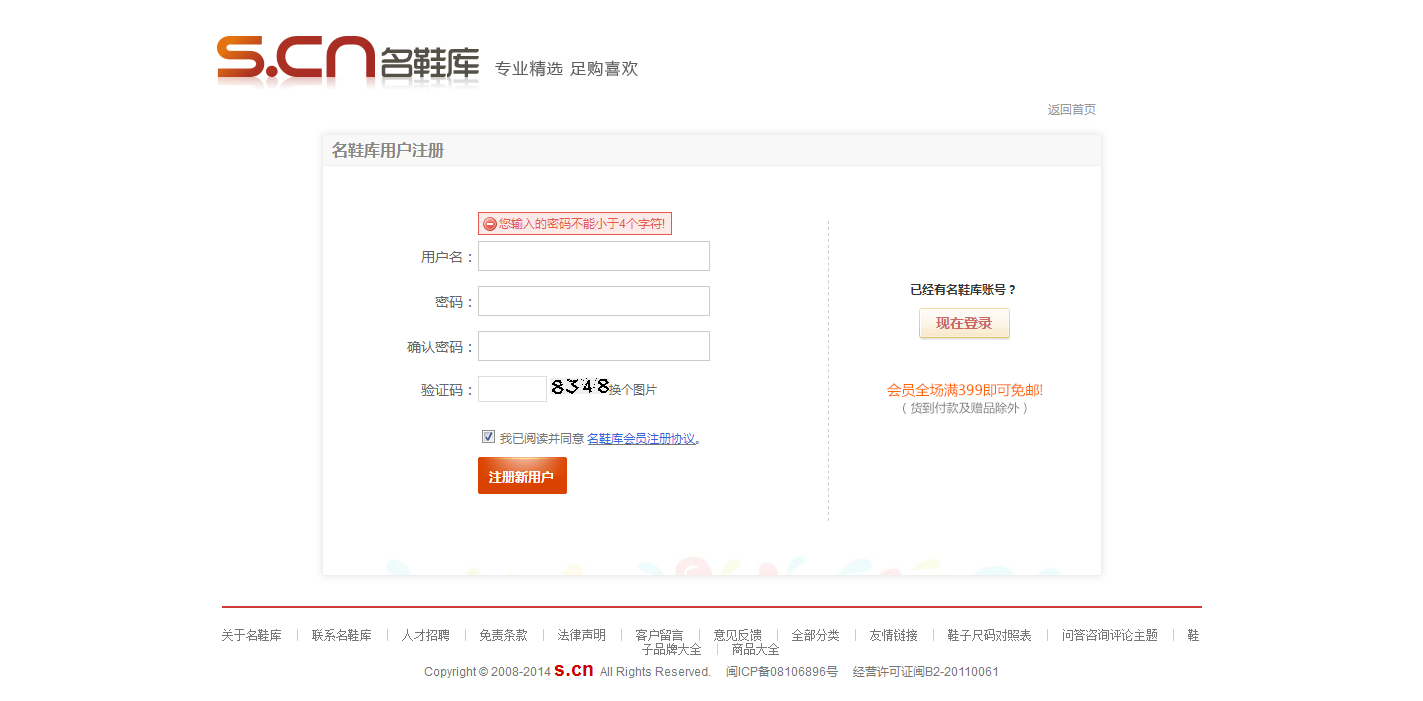 s.cn 名鞋库 专业精选 足购喜欢
返回首页
名鞋库用户注册
您输入的密码不能小于4个字符!
用户名：
密码：
确认密码：
验证码： 8348 换个图片
我已阅读并同意 名鞋库会员注册协议。
注册新用户
已经有名鞋库账号？
现在登录
会员全场满399即可免邮!
（ 货到付款及赠品除外 ）
关于名鞋库 | 联系名鞋库 | 人才招聘 | 免责条款 | 法律声明 | 客户留言 | 意见反馈 | 全部分类 | 友情链接 | 鞋子尺码对照表 | 问答咨询评论主题 | 鞋
子品牌大全 | 商品大全
Copyright © 2008-2014 s.cn All Rights Reserved. 闽ICP备08106896号 经营许可证闽B2-20110061